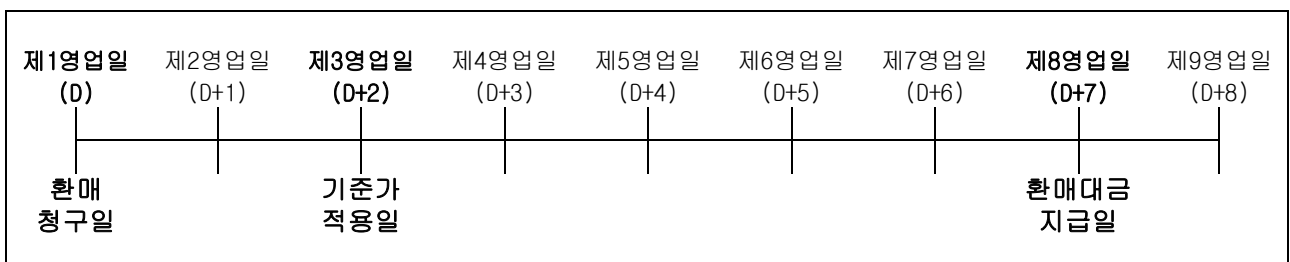 제1영업일 제2영업일 제3영업일 제4영업일 제5영업일 제6영업일 제7영업일 제8영업일 제9영업일
(D) (D+1) (D+2) (D+3) (D+4) (D+5) (D+6) (D+7) (D+8)
환매 기준가 환매대금
청구일 적용일 지급일